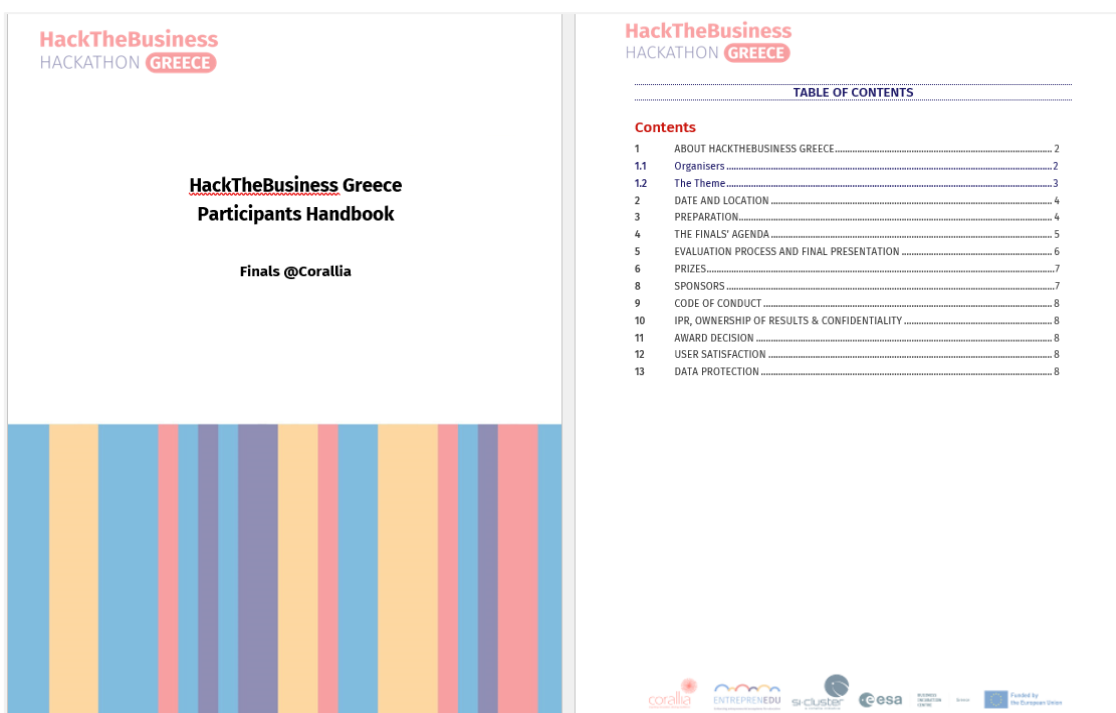 HackTheBusiness
HACKATHON GREECE
HackTheBusiness Greece
Participants Handbook
Finals @Corallia
HackTheBusiness
HACKATHON GREECE
TABLE OF CONTENTS
Contents
1 ABOUT HACKTHEBUSINESS GREECE 2
1.1 Organisers 2
1.2 The Theme 3
2 DATE AND LOCATION 4
3 PREPARATION 4
4 THE FINALS' AGENDA 5
5 EVALUATION PROCESS AND FINAL PRESENTATION 6
6 PRIZES 7
8 SPONSORS 7
9 CODE OF CONDUCT 8
10 IPR, OWNERSHIP OF RESULTS & CONFIDENTIALITY 8
11 AWARD DECISION 8
12 USER SATISFACTION 8
13 DATA PROTECTION 8
corallia
ENTREPRENEDU
si-cluster
esa
BUSINESS
INCUBATION
CENTRE
Greece
Funded by
the European Union